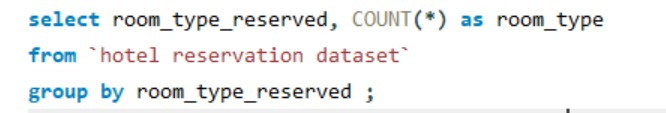 select room_type_reserved, COUNT(*) as room_type
from `hotel reservation dataset`
group by room_type_reserved ;